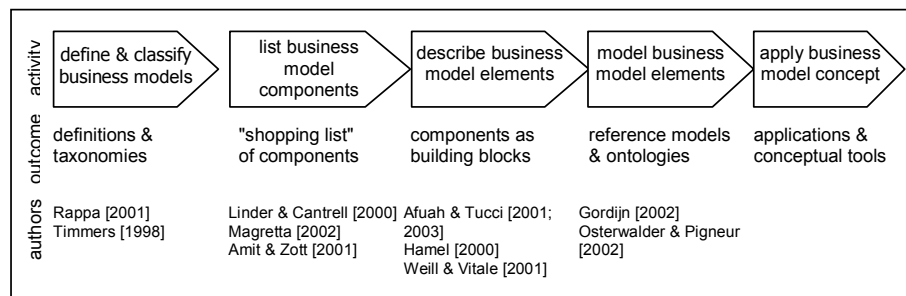 activity
define & classify
business models
list business
model
components
describe business
model elements
model business
model elements
apply business
model concept
outcome
definitions &
taxonomies
"shopping list"
of components
components as
building blocks
reference models
& ontologies
applications &
conceptual tools
authors
Rappa [2001]
Timmers [1998]
Linder & Cantrell [2000]
Magretta [2002]
Amit & Zott [2001]
Afuah & Tucci [2001;
2003]
Hamel [2000]
Weill & Vitale [2001]
Gordijn [2002]
Osterwalder & Pigneur
[2002]